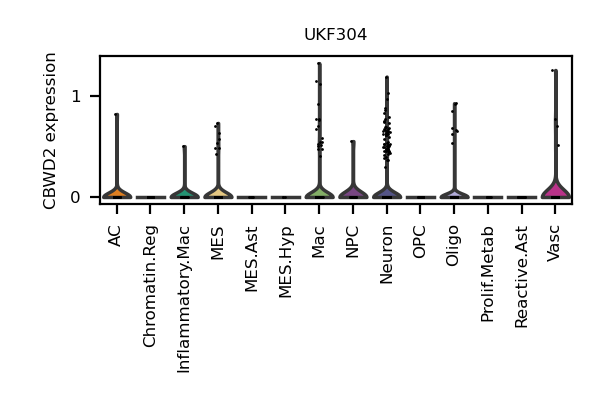 UKF304
CBWD2 expression
1
0
AC
Chromatin.Reg
Inflammatory.Mac
MES
MES.Ast
MES.Hyp
Mac
NPC
Neuron
OPC
Oligo
Prolif.Metab
Reactive.Ast
Vasc